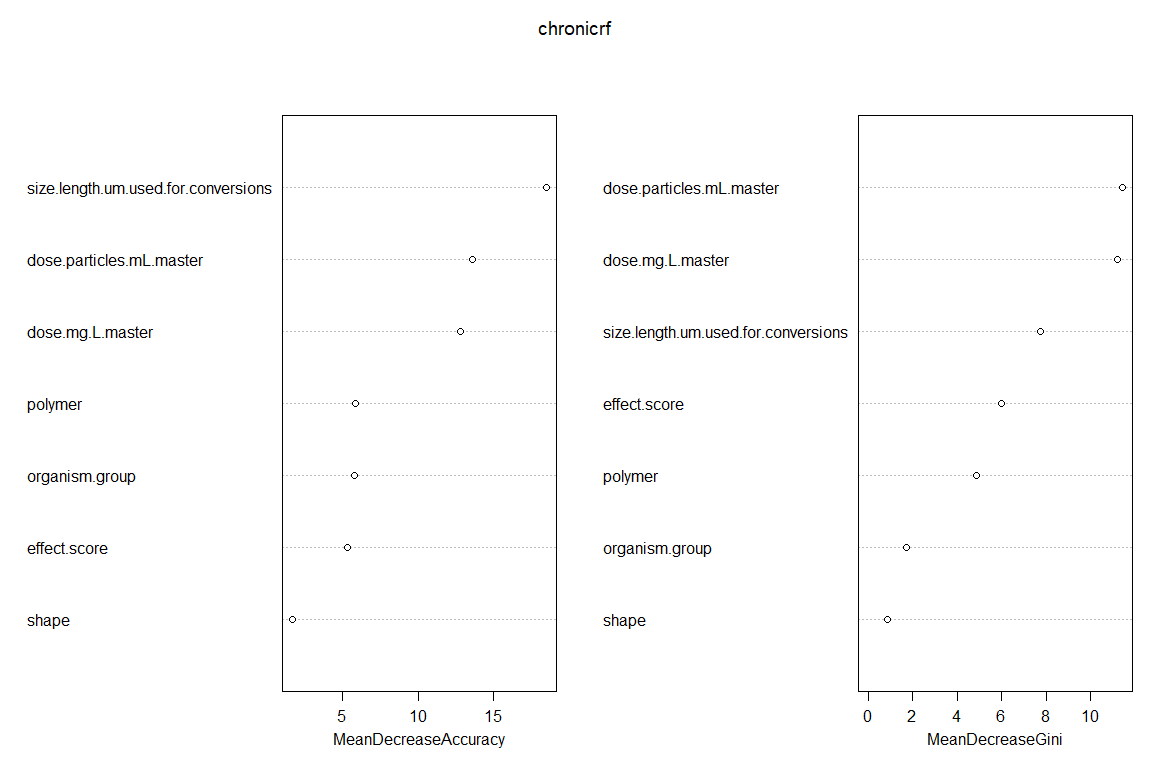 chronicrf
size.length.um.used.for.conversions
dose.particles.mL.master
dose.mg.L.master
polymer
organism.group
effect.score
shape
5 10 15
MeanDecreaseAccuracy
dose.particles.mL.master
dose.mg.L.master
size.length.um.used.for.conversions
effect.score
polymer
organism.group
shape
0 2 4 6 8 10
MeanDecreaseGini